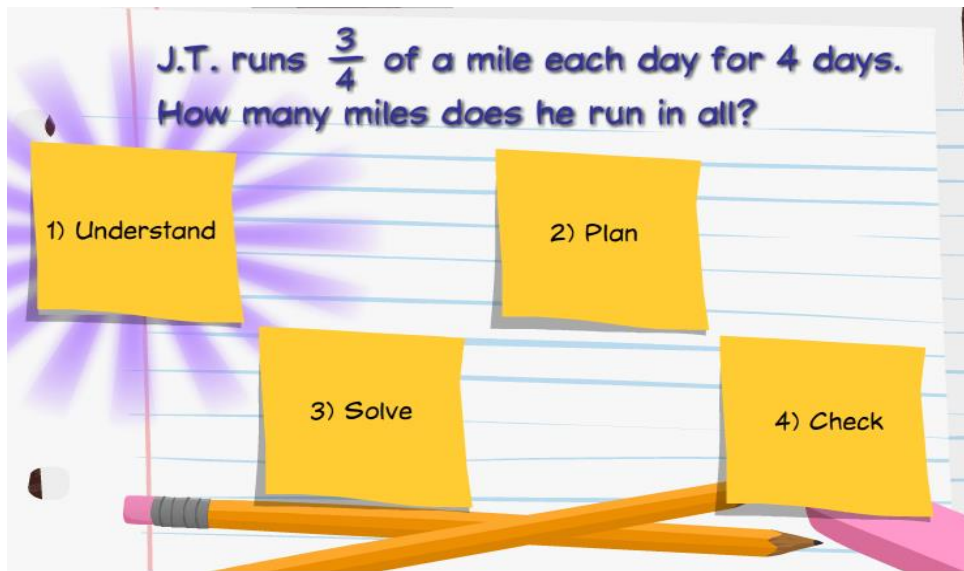 J.T. runs 3/4 of a mile each day for 4 days.
How many miles does he run in all?
1) Understand
2) Plan
3) Solve
4) Check